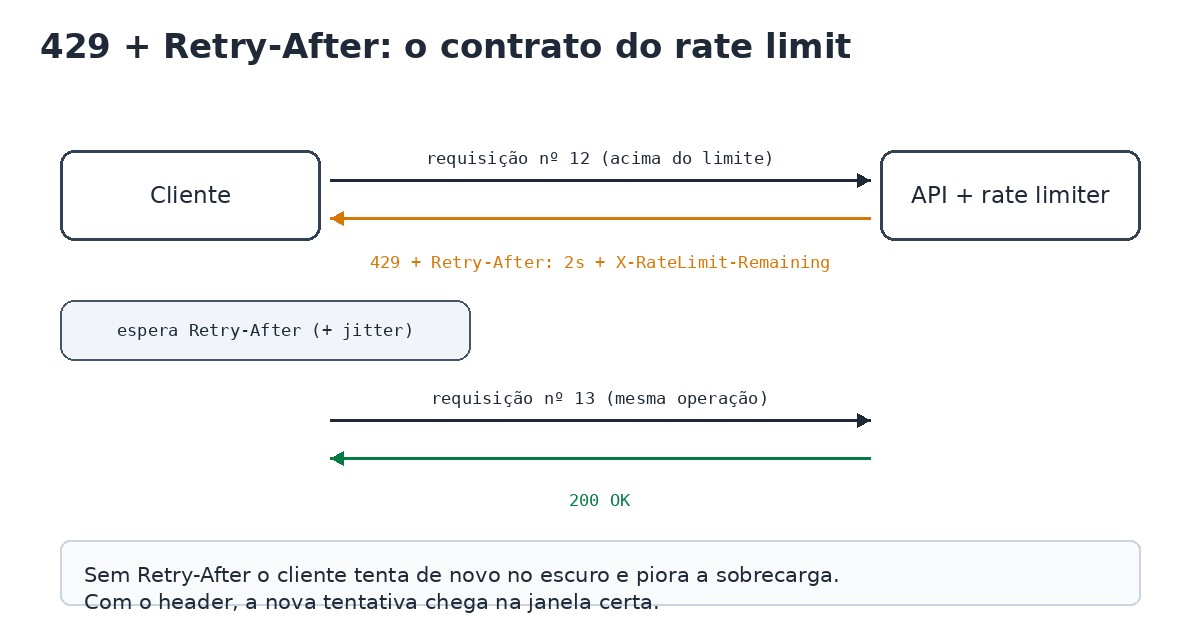 429 + Retry-After: o contrato do rate limit
requisição nº 12 (acima do limite)
Cliente
API + rate limiter
429 + Retry-After: 2s + X-RateLimit-Remaining
espera Retry-After (+ jitter)
requisição nº 13 (mesma operação)
200 OK
Sem Retry-After o cliente tenta de novo no escuro e piora a sobrecarga.
Com o header, a nova tentativa chega na janela certa.